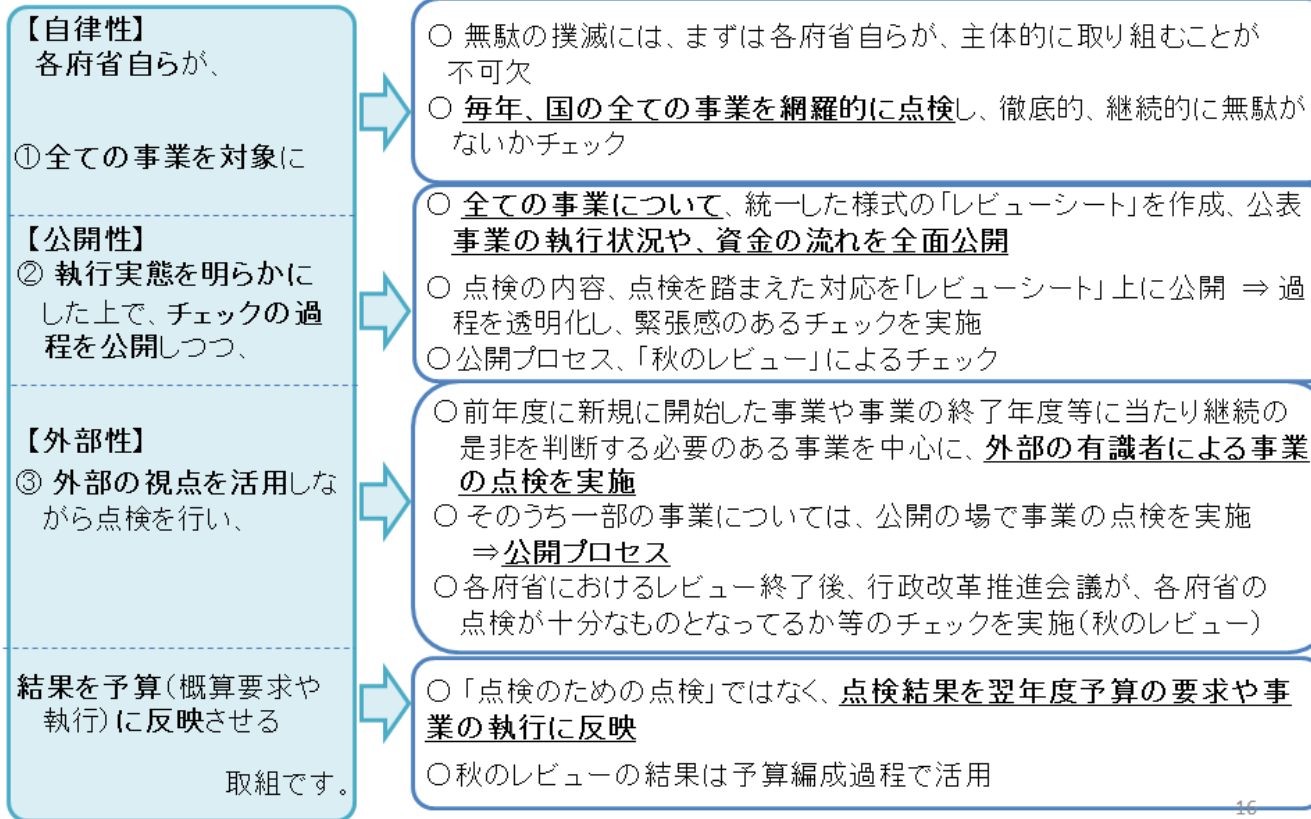 【自律性】
各府省自らが、
①全ての事業を対象に
○ 無駄の撲滅には、まずは各府省自らが、主体的に取り組むことが
不可欠
○ 毎年、国の全ての事業を網羅的に点検し、徹底的、継続的に無駄が
ないかチェック
【公開性】
② 執行実態を明らかに
した上で、チェックの過
程を公開しつつ、
○ 全ての事業について、統一した様式の「レビューシート」を作成、公表
事業の執行状況や、資金の流れを全面公開
○ 点検の内容、点検を踏まえた対応を「レビューシート」上に公開 ⇒ 過
程を透明化し、緊張感のあるチェックを実施
○公開プロセス、「秋のレビュー」によるチェック
【外部性】
③ 外部の視点を活用しな
がら点検を行い、
○前年度に新規に開始した事業や事業の終了年度等に当たり継続の
是非を判断する必要のある事業を中心に、外部の有識者による事業
の点検を実施
○ そのうち一部の事業については、公開の場で事業の点検を実施
⇒公開プロセス
○各府省におけるレビュー終了後、行政改革推進会議が、各府省の
点検が十分なものとなってるか等のチェックを実施(秋のレビュー)
結果を予算(概算要求や
執行)に反映させる
取組です。
○「点検のための点検」ではなく、点検結果を翌年度予算の要求や事
業の執行に反映
○秋のレビューの結果は予算編成過程で活用
16